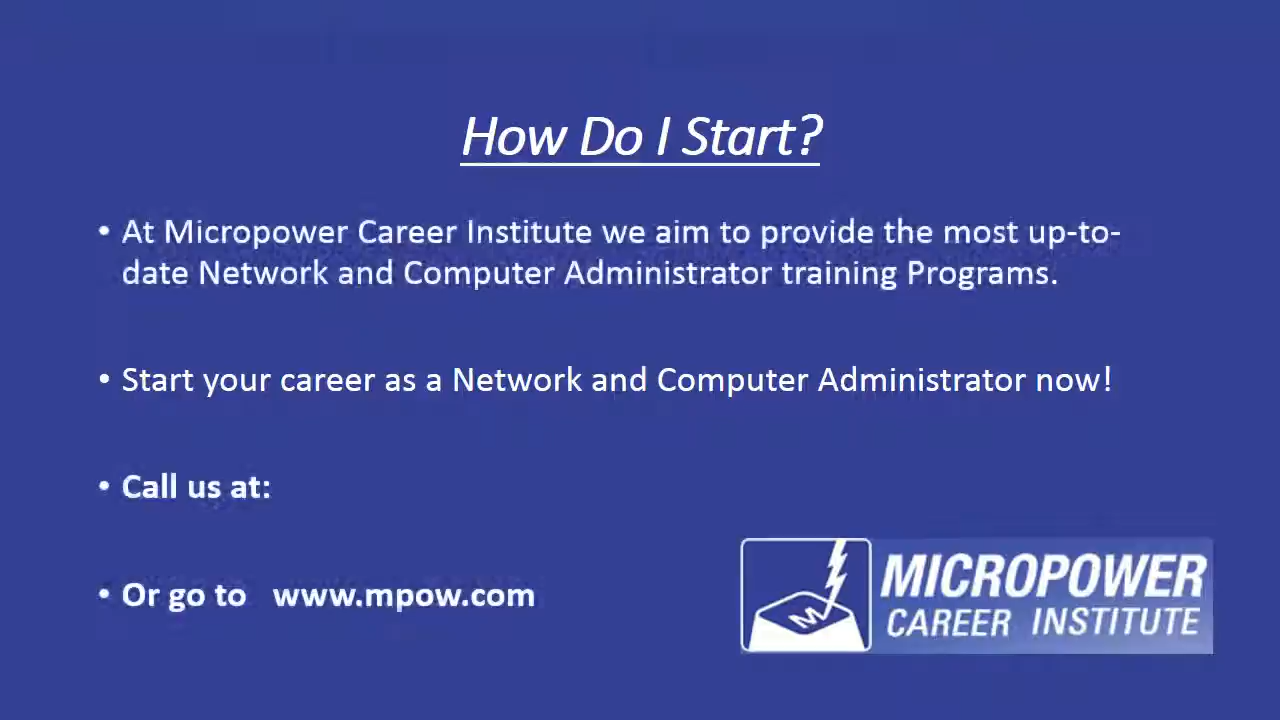 How Do I Start?
• At Micropower Career Institute we aim to provide the most up-to-
date Network and Computer Administrator training Programs.
• Start your career as a Network and Computer Administrator now!
• Call us at:
• Or go to www.mpow.com
M
MICROPOWER
CAREER INSTITUTE